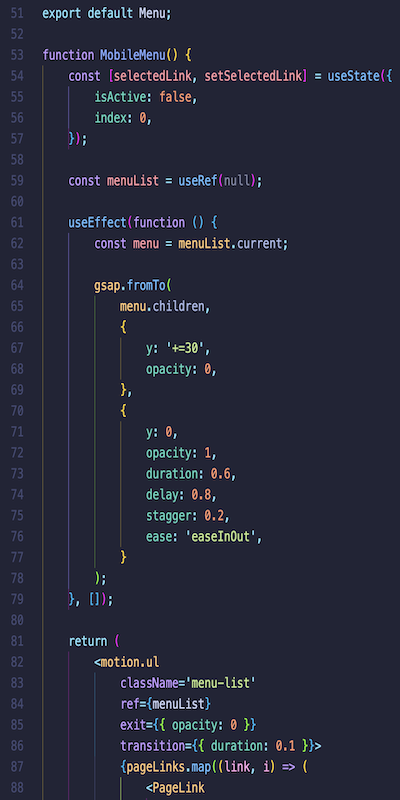 51 export default Menu;
52
53 function MobileMenu() {
54 const [selectedLink, setSelectedLink] = useState({
55 isActive: false,
56 index: 0,
57 });
58
59 const menuList = useRef(null);
60
61 useEffect(function () {
62 const menu = menuList.current;
63
64 gsap.fromTo(
65 menu.children,
66 {
67 y: '+=30',
68 opacity: 0,
69 },
70 {
71 y: 0,
72 opacity: 1,
73 duration: 0.6,
74 delay: 0.8,
75 stagger: 0.2,
76 ease: 'easeInOut',
77 }
78 );
79 }, []);
80
81 return (
82 <motion.ul
83 className='menu-list'
84 ref={menuList}
85 exit={{ opacity: 0 }}
86 transition={{ duration: 0.1 }}>
87 {pageLinks.map((link, i) => (
88 <PageLink